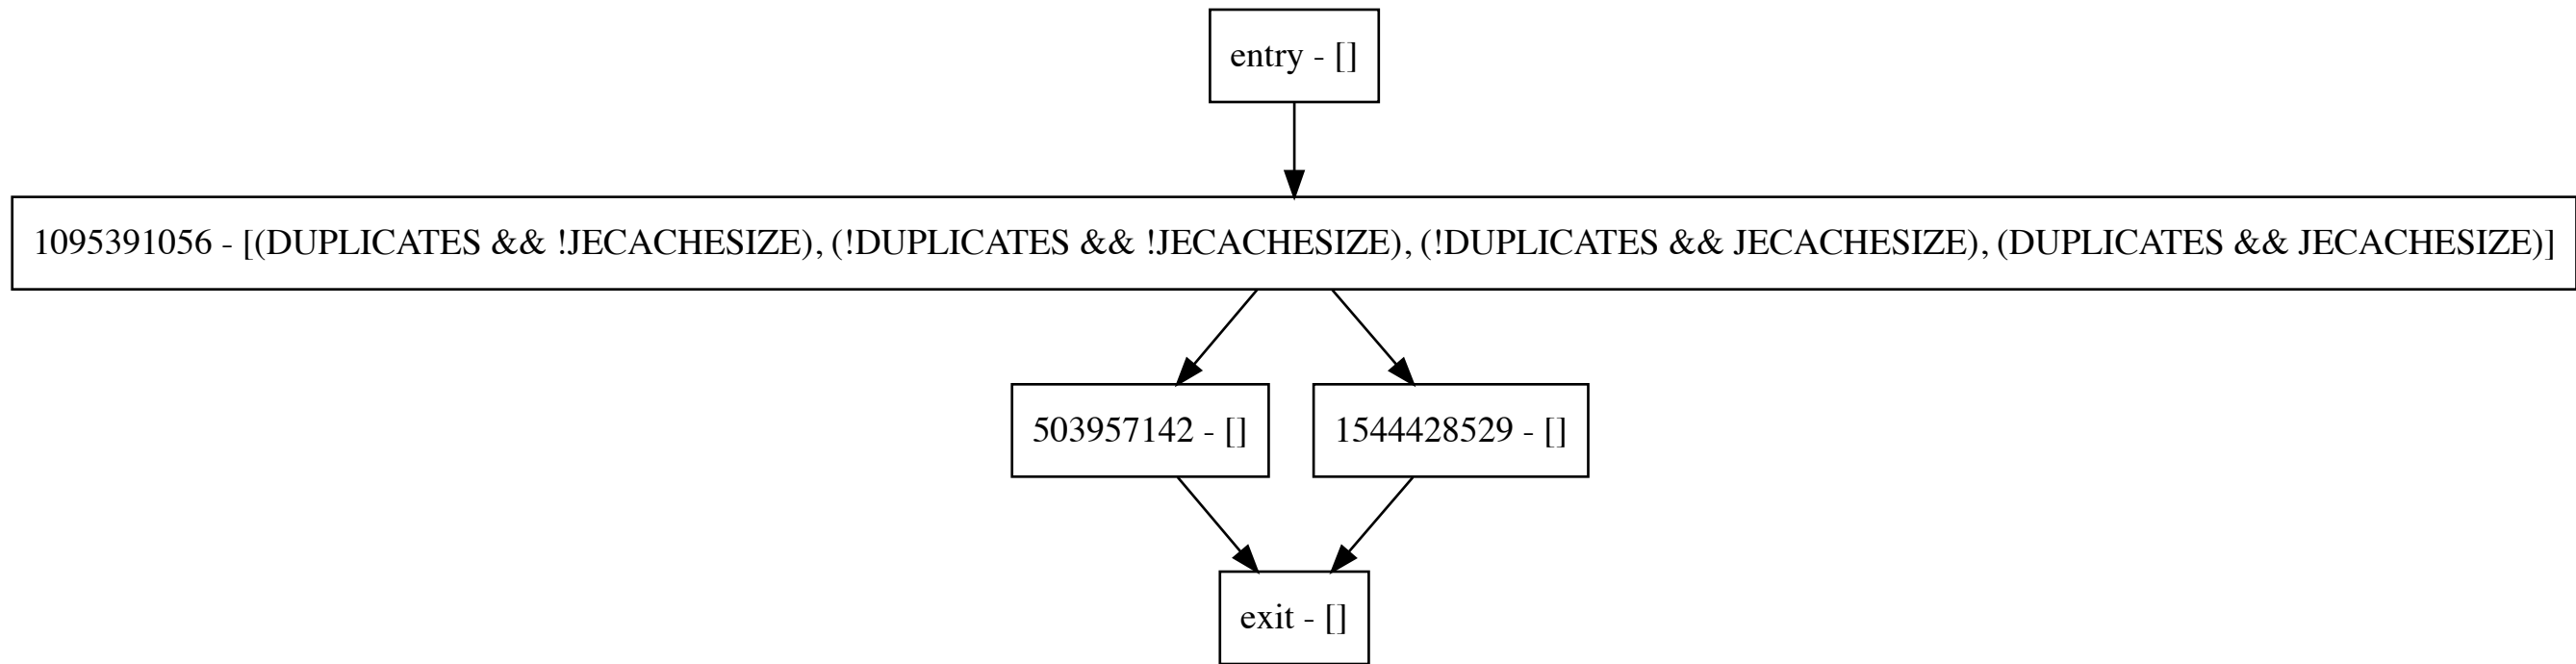 entry - []
1095391056 - [(DUPLICATES && !JECACHESIZE), (!DUPLICATES && !JECACHESIZE), (!DUPLICATES && JECACHESIZE), (DUPLICATES && JECACHESIZE)]
503957142 - []
1544428529 - []
exit - []